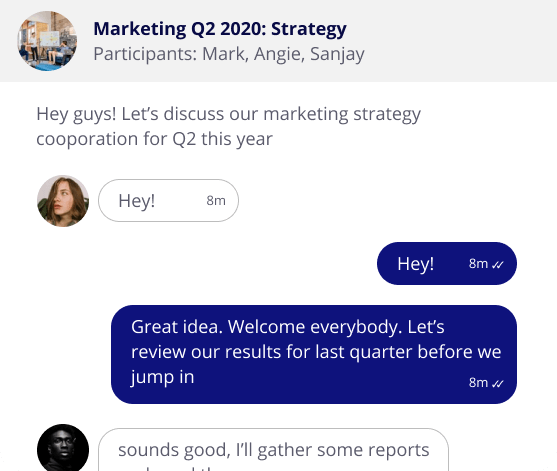 Marketing Q2 2020: Strategy
Participants: Mark, Angie, Sanjay
Hey guys! Let’s discuss our marketing strategy
cooporation for Q2 this year
Hey! 8m
Hey! 8m
Great idea. Welcome everybody. Let’s
review our results for last quarter before we
jump in
8m
sounds good, I’ll gather some reports